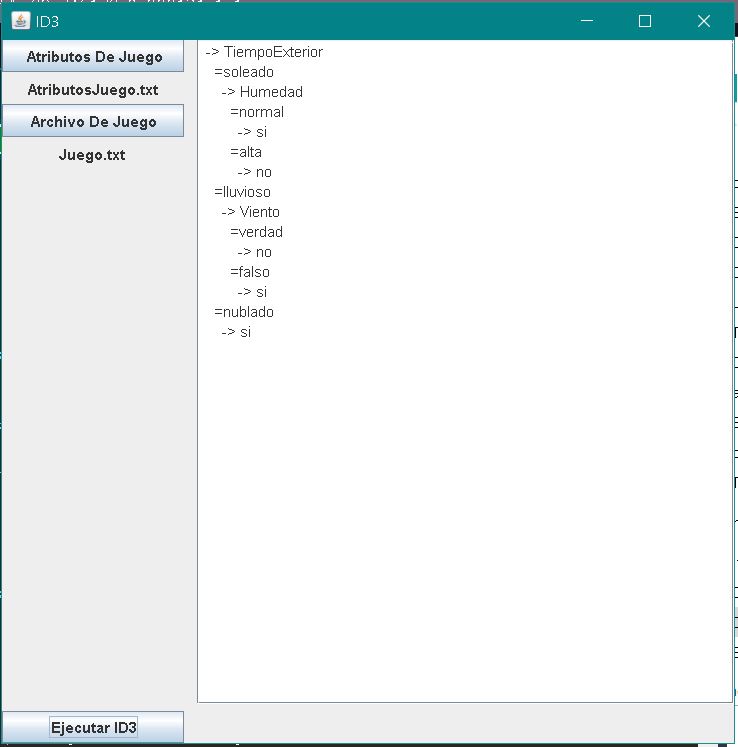 ID3
Atributos De Juego
AtributosJuego.txt
Archivo De Juego
Juego.txt
-> TiempoExterior
=soleado
-> Humedad
=normal
-> si
=alta
-> no
=lluvioso
-> Viento
=verdad
-> no
=falso
-> si
=nublado
-> si
Ejecutar ID3